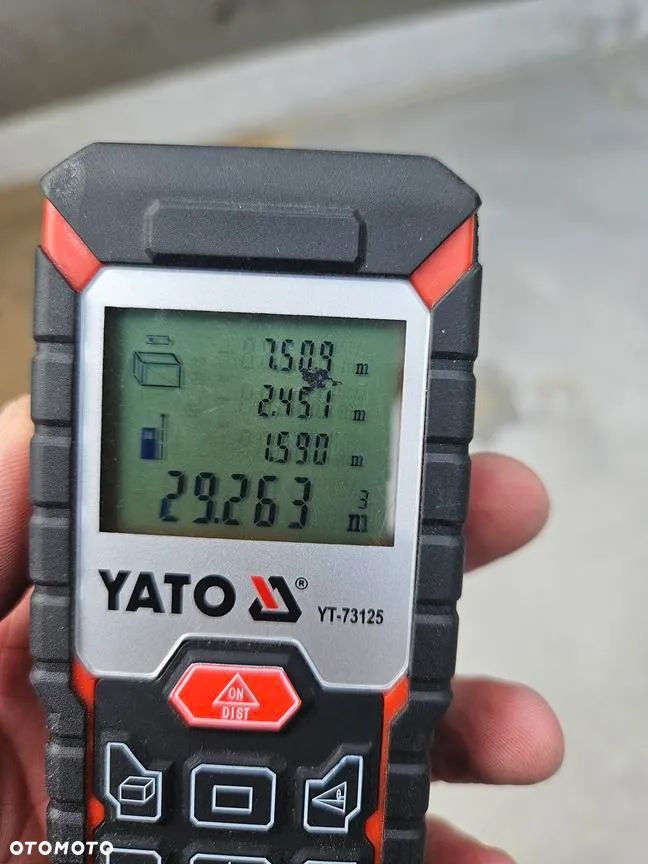 7.509 m
2.451 m
1.590 m
29.263 m³
YATO ®
YT-73125
ON
DIST
OTOMOTO